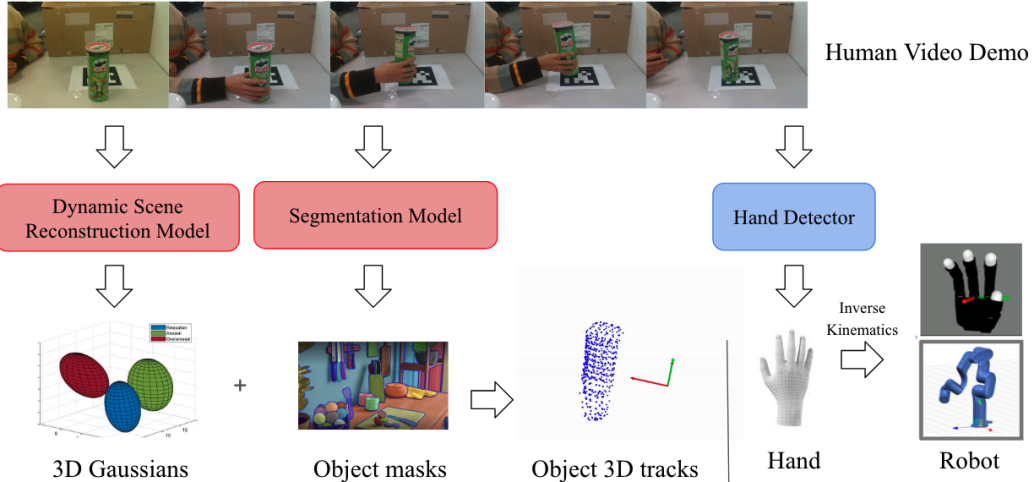 Human Video Demo
Dynamic Scene
Reconstruction Model
Segmentation Model
Hand Detector
Inverse
Kinematics
3D Gaussians
+
Object masks
Object 3D tracks
Hand
Robot